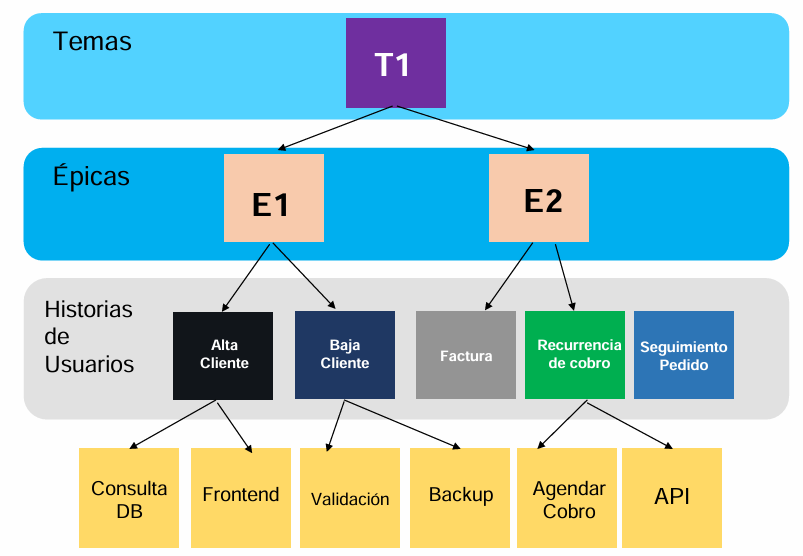 Temas
T1
Épicas
E1
E2
Historias
de
Usuarios
Alta
Cliente
Baja
Cliente
Factura
Recurrencia
de cobro
Seguimiento
Pedido
Consulta
DB
Frontend
Validación
Backup
Agendar
Cobro
API